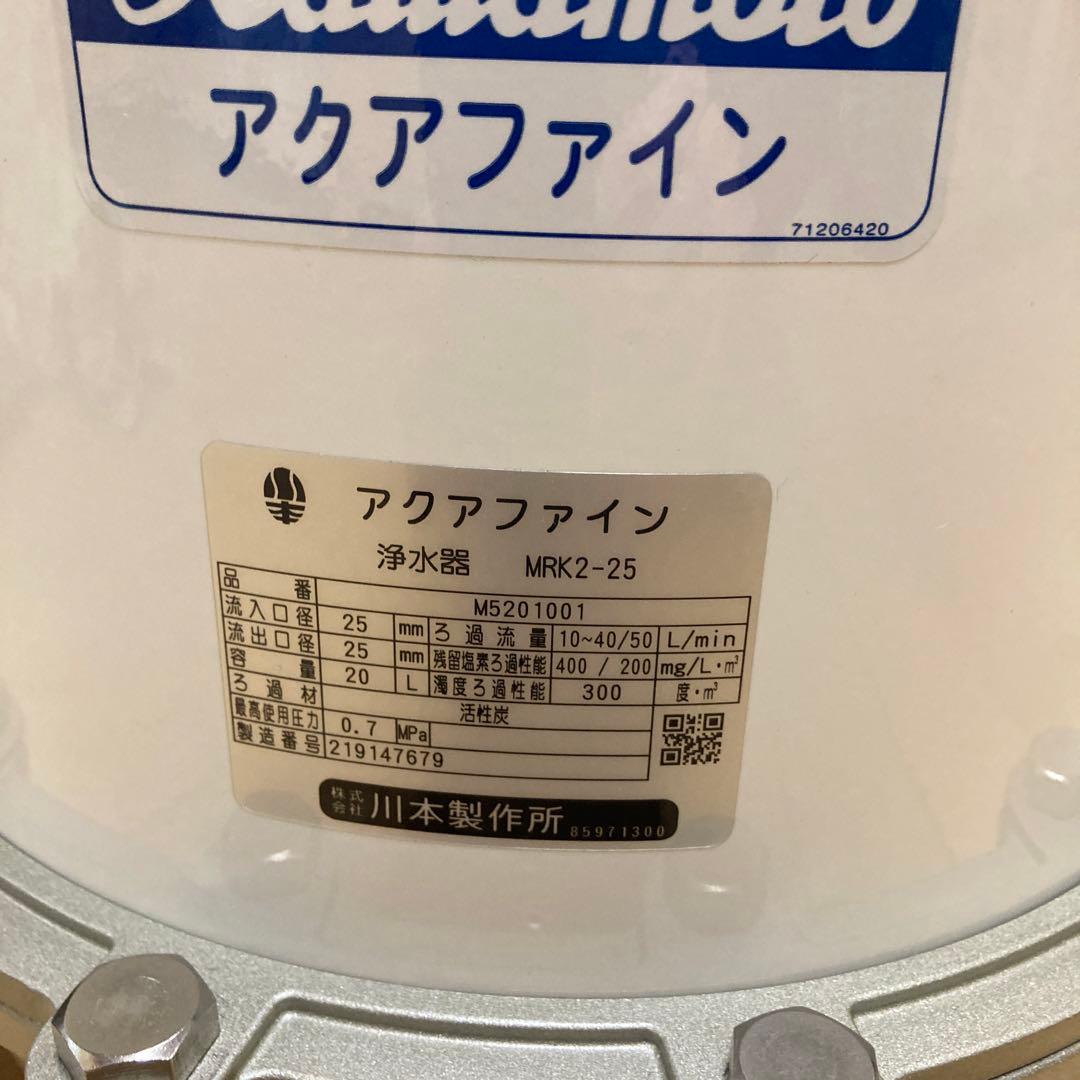 Kawamoto
アクアファイン
71206420
アクアファイン
浄水器 MRK2-25
品番 M5201001
流入口径 25 mm ろ過流量 10~40/50 L/min
流出口径 25 mm 残留塩素ろ過性能 400 / 200 mg/L・m³
容量 20 L 濁度ろ過性能 300 度・m³
ろ過材 活性炭
最高使用圧力 0.7 MPa
製造番号 219147679
株式会社 川本製作所 85971300